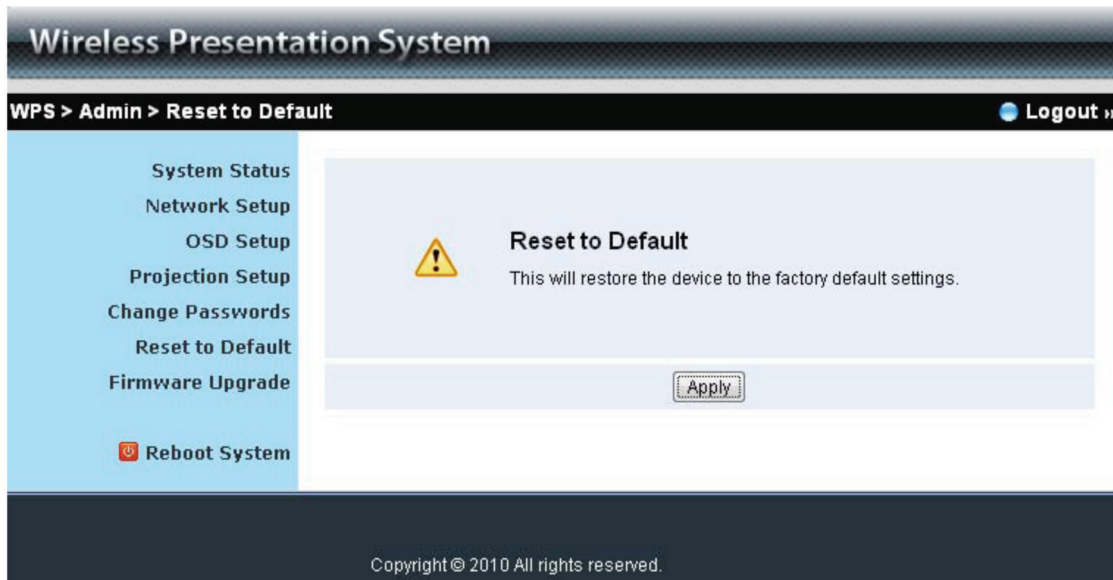 Wireless Presentation System
WPS > Admin > Reset to Default
Logout »
System Status
Network Setup
OSD Setup
Projection Setup
Change Passwords
Reset to Default
Firmware Upgrade
Reboot System
Reset to Default
This will restore the device to the factory default settings.
Apply
Copyright © 2010 All rights reserved.